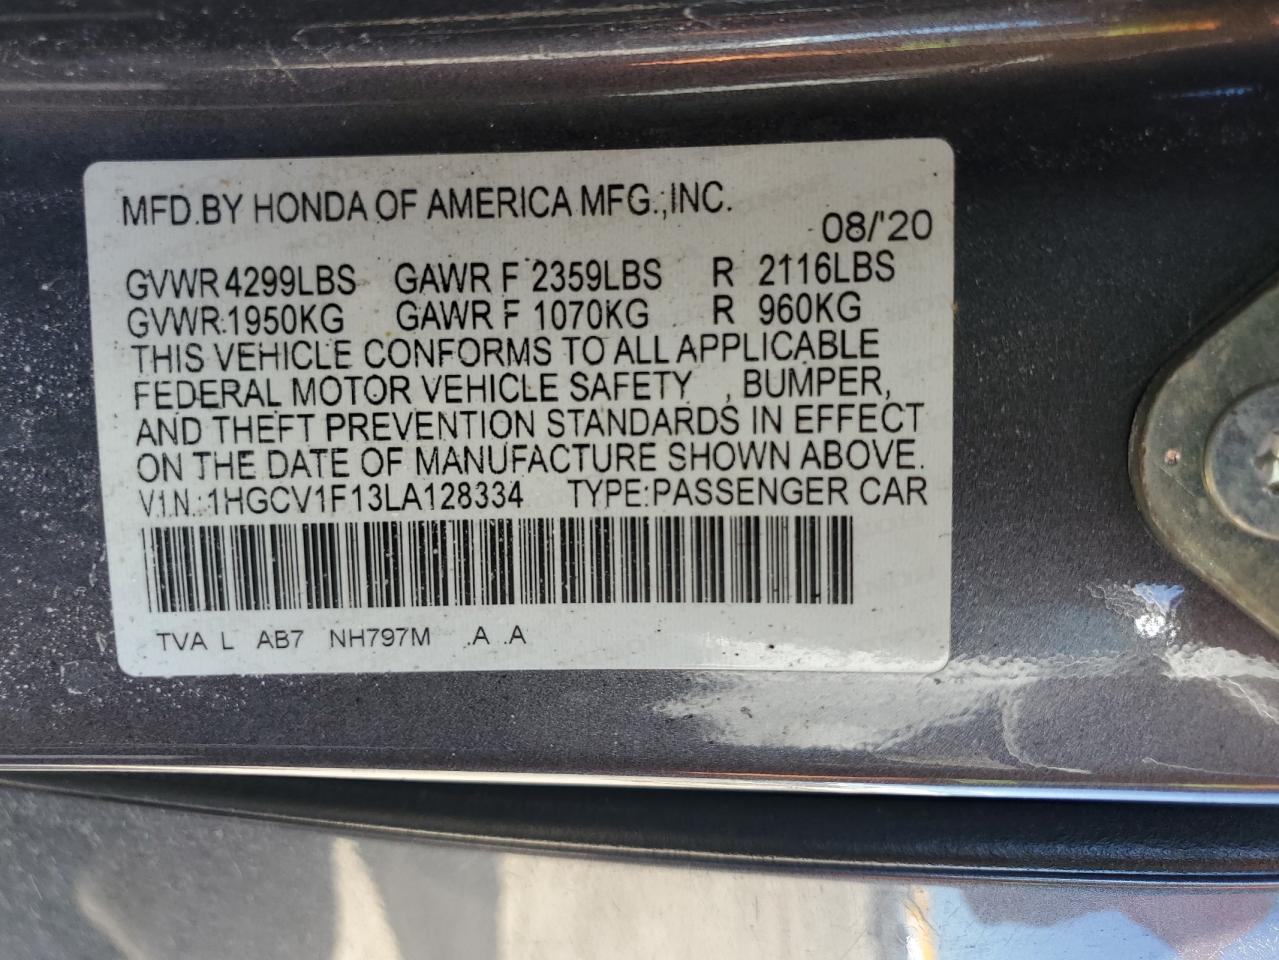 MFD.BY HONDA OF AMERICA MFG.,INC.
08/'20
GVWR 4299LBS GAWR F 2359LBS R 2116LBS
GVWR:1950KG GAWR F 1070KG R 960KG
THIS VEHICLE CONFORMS TO ALL APPLICABLE
FEDERAL MOTOR VEHICLE SAFETY , BUMPER,
AND THEFT PREVENTION STANDARDS IN EFFECT
ON THE DATE OF MANUFACTURE SHOWN ABOVE.
V.I.N.:1HGCV1F13LA128334 TYPE:PASSENGER CAR
TVA L AB7 NH797M .A .A